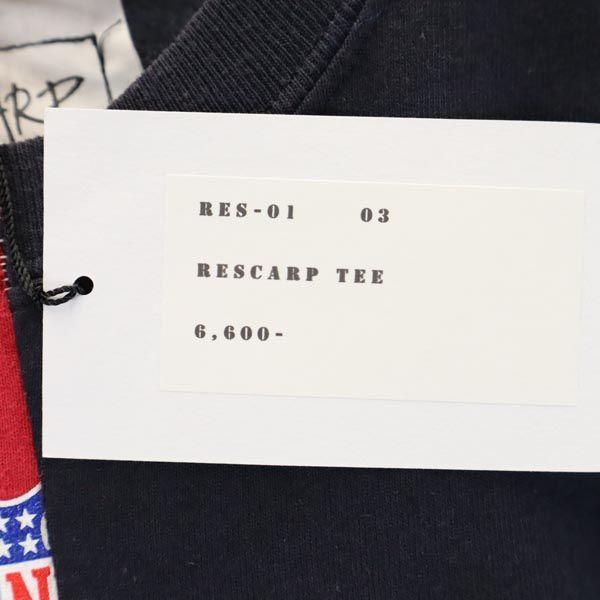 RES-01 03
RESCARP TEE
6,600-